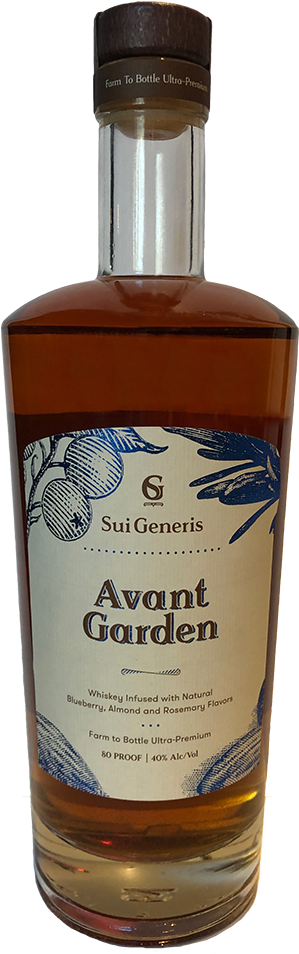 Farm To Bottle Ultra-Premium
SG
Sui Generis
Avant
Garden
Whiskey Infused with Natural
Blueberry, Almond and Rosemary Flavors
Farm to Bottle Ultra-Premium
80 PROOF | 40% Alc/Vol